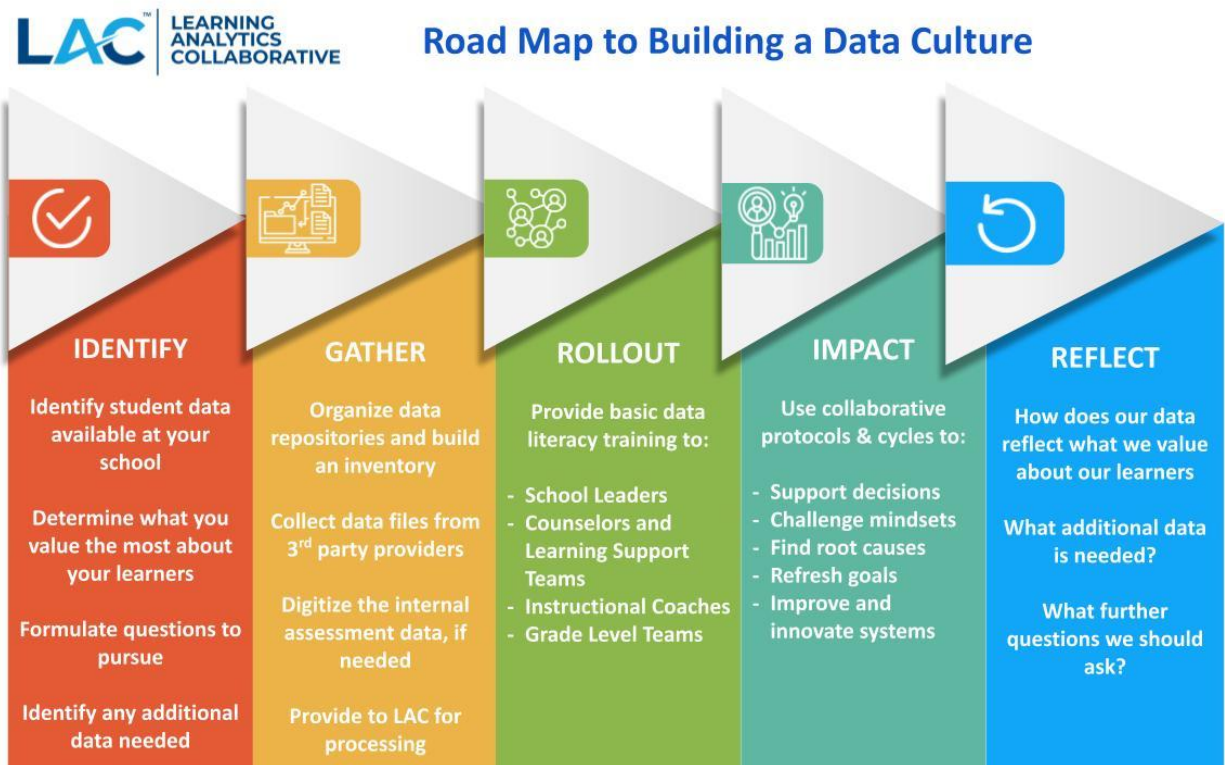 LAC™
LEARNING
ANALYTICS
COLLABORATIVE
Road Map to Building a Data Culture
IDENTIFY
Identify student data
available at your
school
Determine what you
value the most about
your learners
Formulate questions to
pursue
Identify any additional
data needed
GATHER
Organize data
repositories and build
an inventory
Collect data files from
3rd party providers
Digitize the internal
assessment data, if
needed
Provide to LAC for
processing
ROLLOUT
Provide basic data
literacy training to:
- School Leaders
- Counselors and
Learning Support
Teams
- Instructional Coaches
- Grade Level Teams
IMPACT
Use collaborative
protocols & cycles to:
- Support decisions
- Challenge mindsets
- Find root causes
- Refresh goals
- Improve and
innovate systems
REFLECT
How does our data
reflect what we value
about our learners
What additional data
is needed?
What further
questions we should
ask?